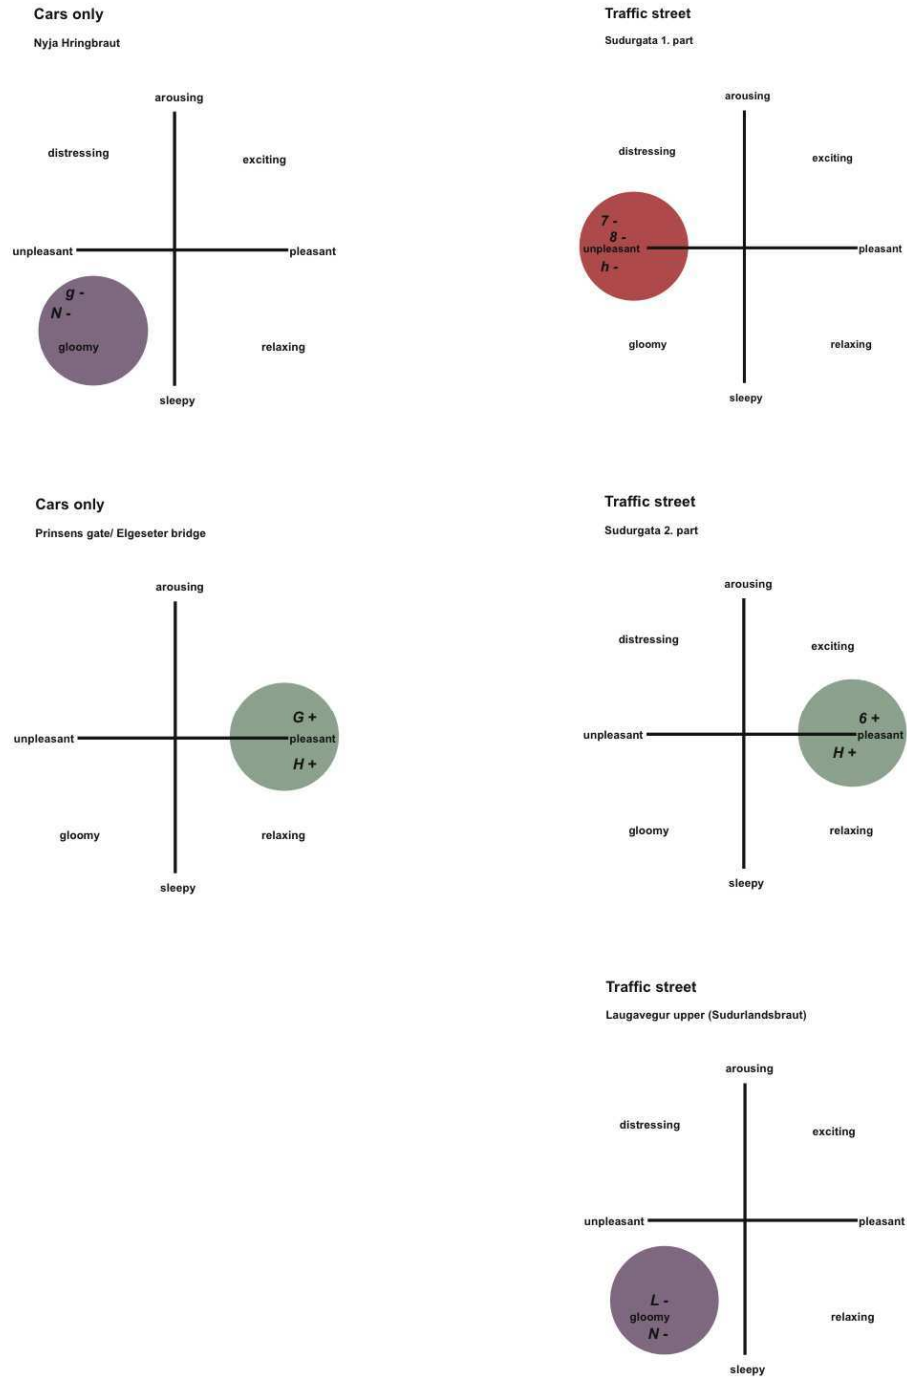 Cars only
Nyja Hringbraut
arousing
distressing
exciting
unpleasant
pleasant
g -
N -
gloomy
relaxing
sleepy
Traffic street
Sudurgata 1. part
arousing
distressing
exciting
7 -
8 -
unpleasant
pleasant
h -
gloomy
relaxing
sleepy
Cars only
Prinsens gate/ Elgeseter bridge
arousing
G +
unpleasant
pleasant
H +
gloomy
relaxing
sleepy
Traffic street
Sudurgata 2. part
arousing
distressing
exciting
6 +
unpleasant
pleasant
H +
gloomy
relaxing
sleepy
Traffic street
Laugavegur upper (Sudurlandsbraut)
arousing
distressing
exciting
unpleasant
pleasant
L -
gloomy
relaxing
N -
sleepy